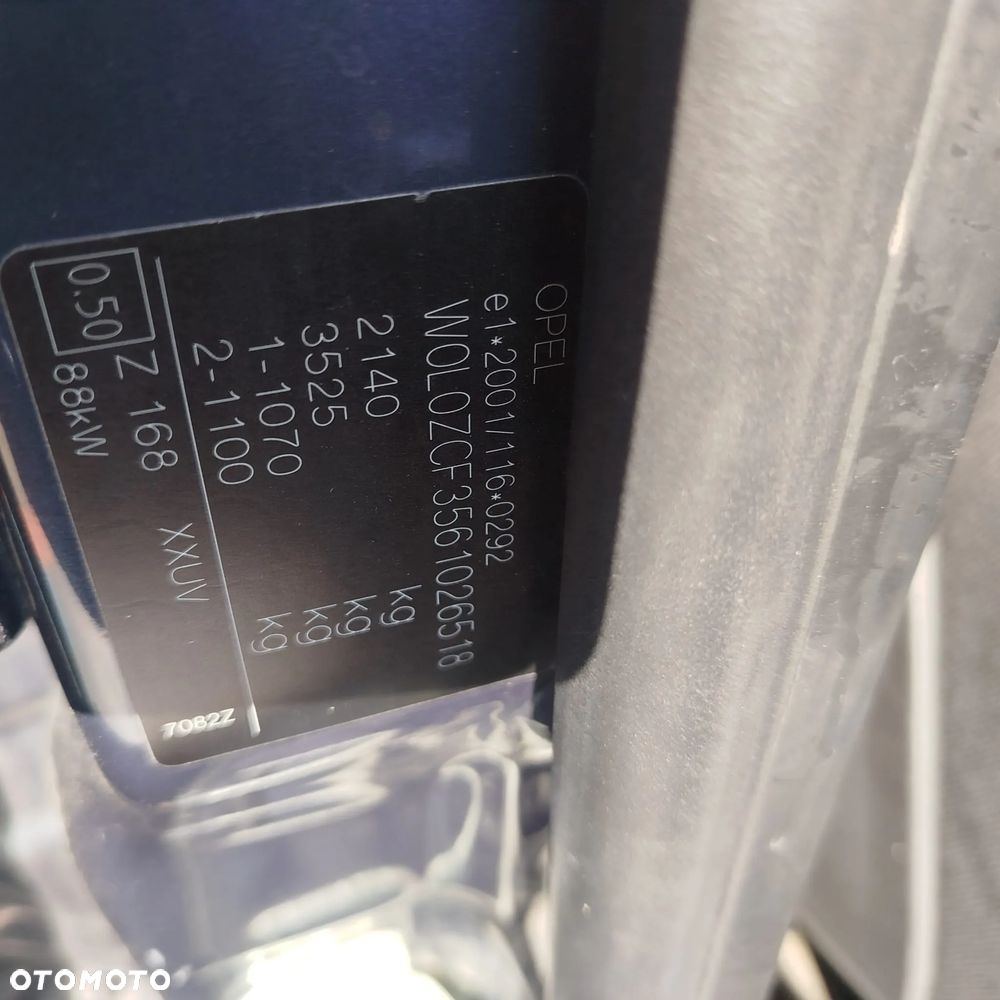 OPEL
e1*2001/116*0292
W0L0ZCF3561026518
2140 kg
3525 kg
1-1070 kg
2-1100 kg
Z 168 XXUV
0.50 88kW
7082Z
OTOMOTO